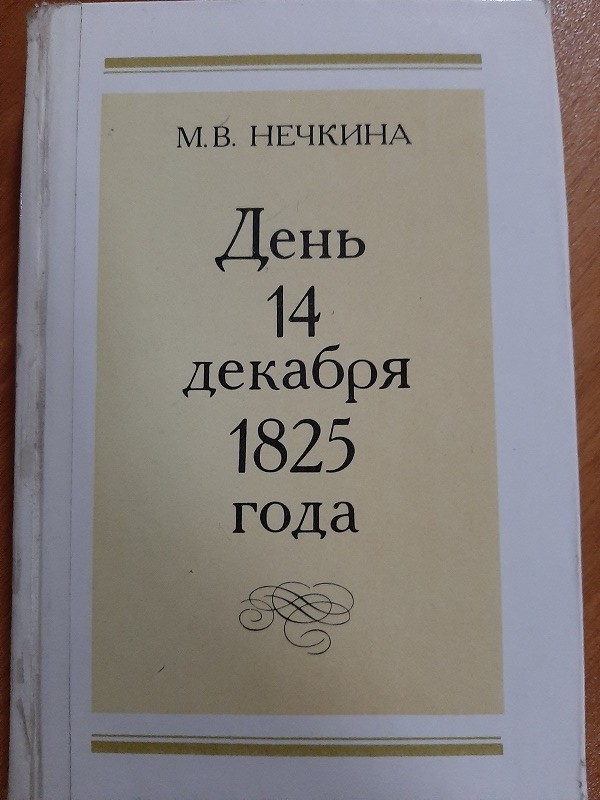 М.В. НЕЧКИНА
День
14
декабря
1825
года